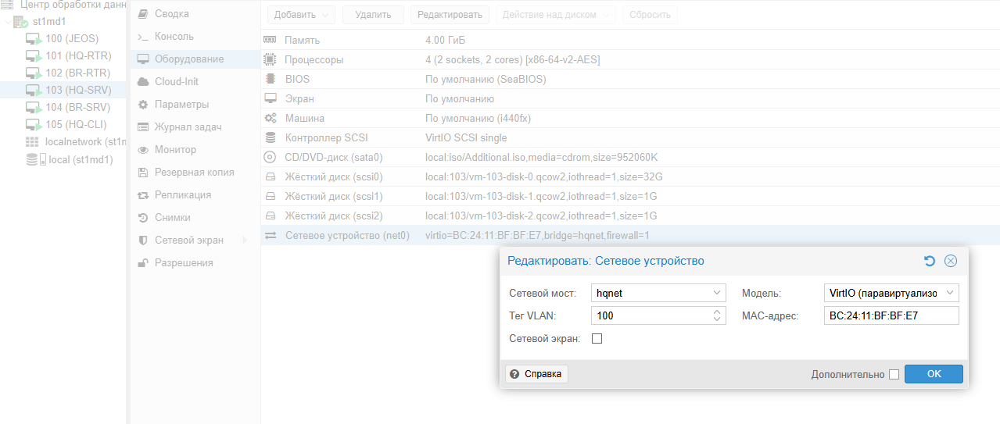 Центр обработки данн
st1md1
100 (JEOS)
101 (HQ-RTR)
102 (BR-RTR)
103 (HQ-SRV)
104 (BR-SRV)
105 (HQ-CLI)
localnetwork (st1m
local (st1md1)
Сводка
Консоль
Оборудование
Cloud-Init
Параметры
Журнал задач
Монитор
Резервная копия
Репликация
Снимки
Сетевой экран
Разрешения
Добавить Удалить Редактировать Действие над диском Сбросить
Память 4.00 ГиБ
Процессоры 4 (2 sockets, 2 cores) [x86-64-v2-AES]
BIOS По умолчанию (SeaBIOS)
Экран По умолчанию
Машина По умолчанию (i440fx)
Контроллер SCSI VirtIO SCSI single
CD/DVD-диск (sata0) local:iso/Additional.iso,media=cdrom,size=952060K
Жёсткий диск (scsi0) local:103/vm-103-disk-0.qcow2,iothread=1,size=32G
Жёсткий диск (scsi1) local:103/vm-103-disk-1.qcow2,iothread=1,size=1G
Жёсткий диск (scsi2) local:103/vm-103-disk-2.qcow2,iothread=1,size=1G
Сетевое устройство (net0) virtio=BC:24:11:BF:BF:E7,bridge=hqnet,firewall=1
Редактировать: Сетевое устройство
Сетевой мост: hqnet Модель: VirtIO (паравиртуализо
Тег VLAN: 100 MAC-адрес: BC:24:11:BF:BF:E7
Сетевой экран:
Справка Дополнительно OK